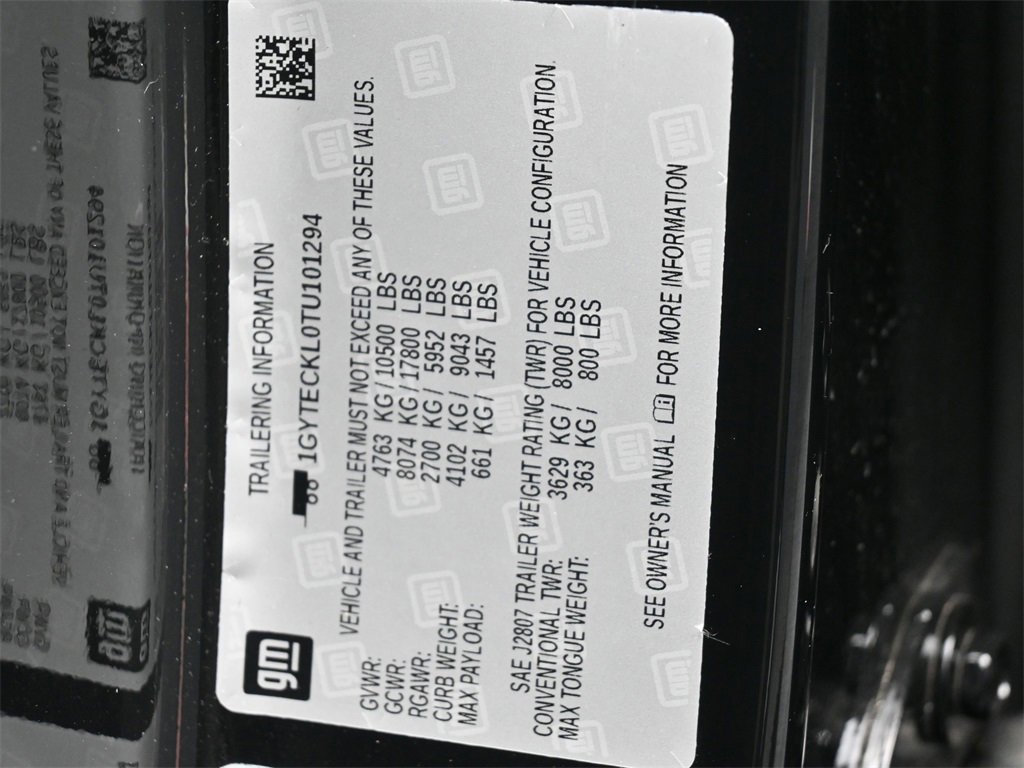 gm
TRAILERING INFORMATION
1GYTECKL0TU101294
VEHICLE AND TRAILER MUST NOT EXCEED ANY OF THESE VALUES.
GVWR: 4763 KG/10500 LBS
GCWR: 8074 KG/17800 LBS
RGAWR: 2700 KG/ 5952 LBS
CURB WEIGHT: 4102 KG/ 9043 LBS
MAX PAYLOAD: 661 KG/ 1457 LBS
SAE J2807 TRAILER WEIGHT RATING (TWR) FOR VEHICLE CONFIGURATION.
CONVENTIONAL TWR: 3629 KG/ 8000 LBS
MAX TONGUE WEIGHT: 363 KG/ 800 LBS
SEE OWNER'S MANUAL FOR MORE INFORMATION